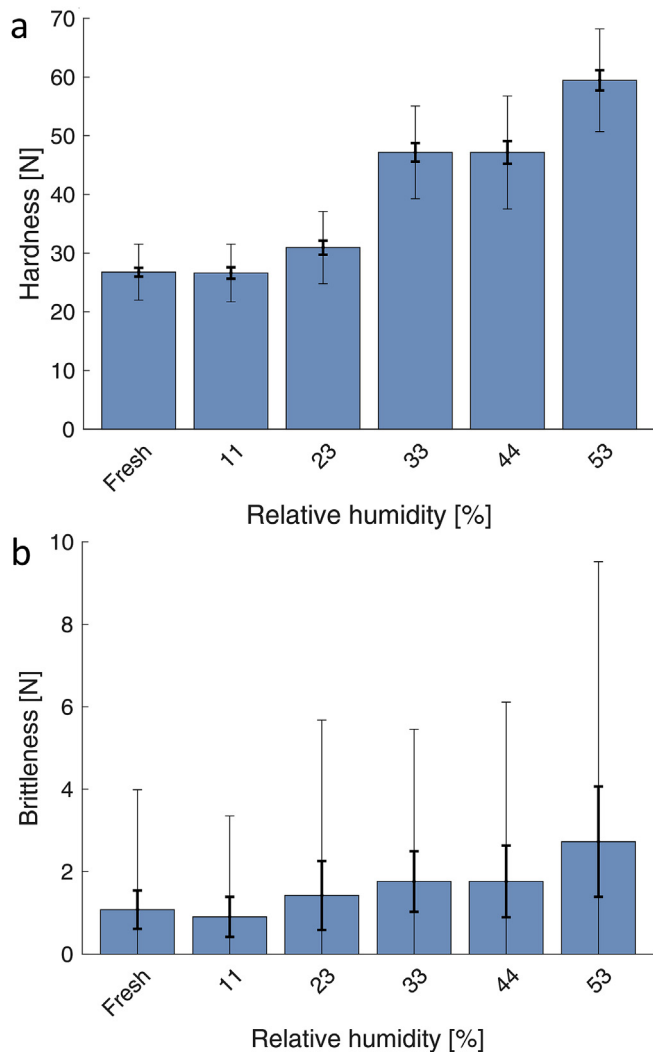 a
70
60
50
40
30
20
10
0
Hardness [N]
Fresh 11 23 33 44 53
Relative humidity [%]
b
10
8
6
4
2
0
Brittleness [N]
Fresh 11 23 33 44 53
Relative humidity [%]